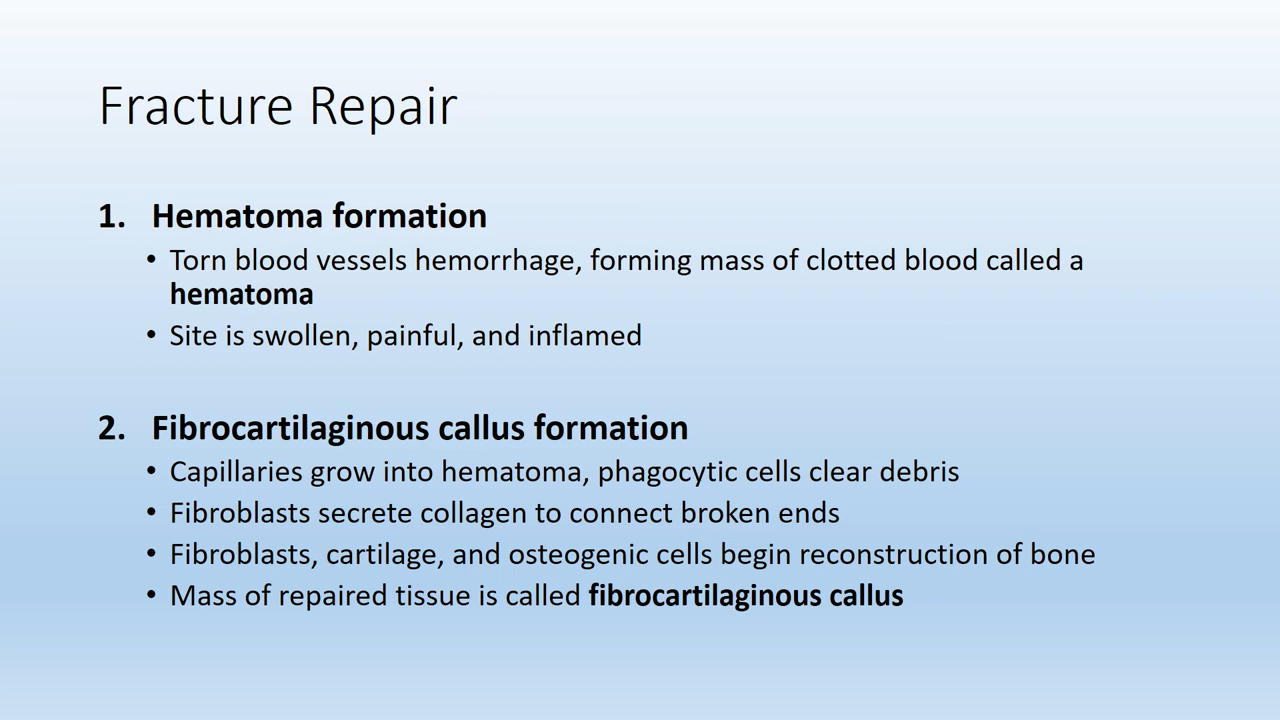 Fracture Repair
1. Hematoma formation
• Torn blood vessels hemorrhage, forming mass of clotted blood called a
hematoma
• Site is swollen, painful, and inflamed
2. Fibrocartilaginous callus formation
• Capillaries grow into hematoma, phagocytic cells clear debris
• Fibroblasts secrete collagen to connect broken ends
• Fibroblasts, cartilage, and osteogenic cells begin reconstruction of bone
• Mass of repaired tissue is called fibrocartilaginous callus